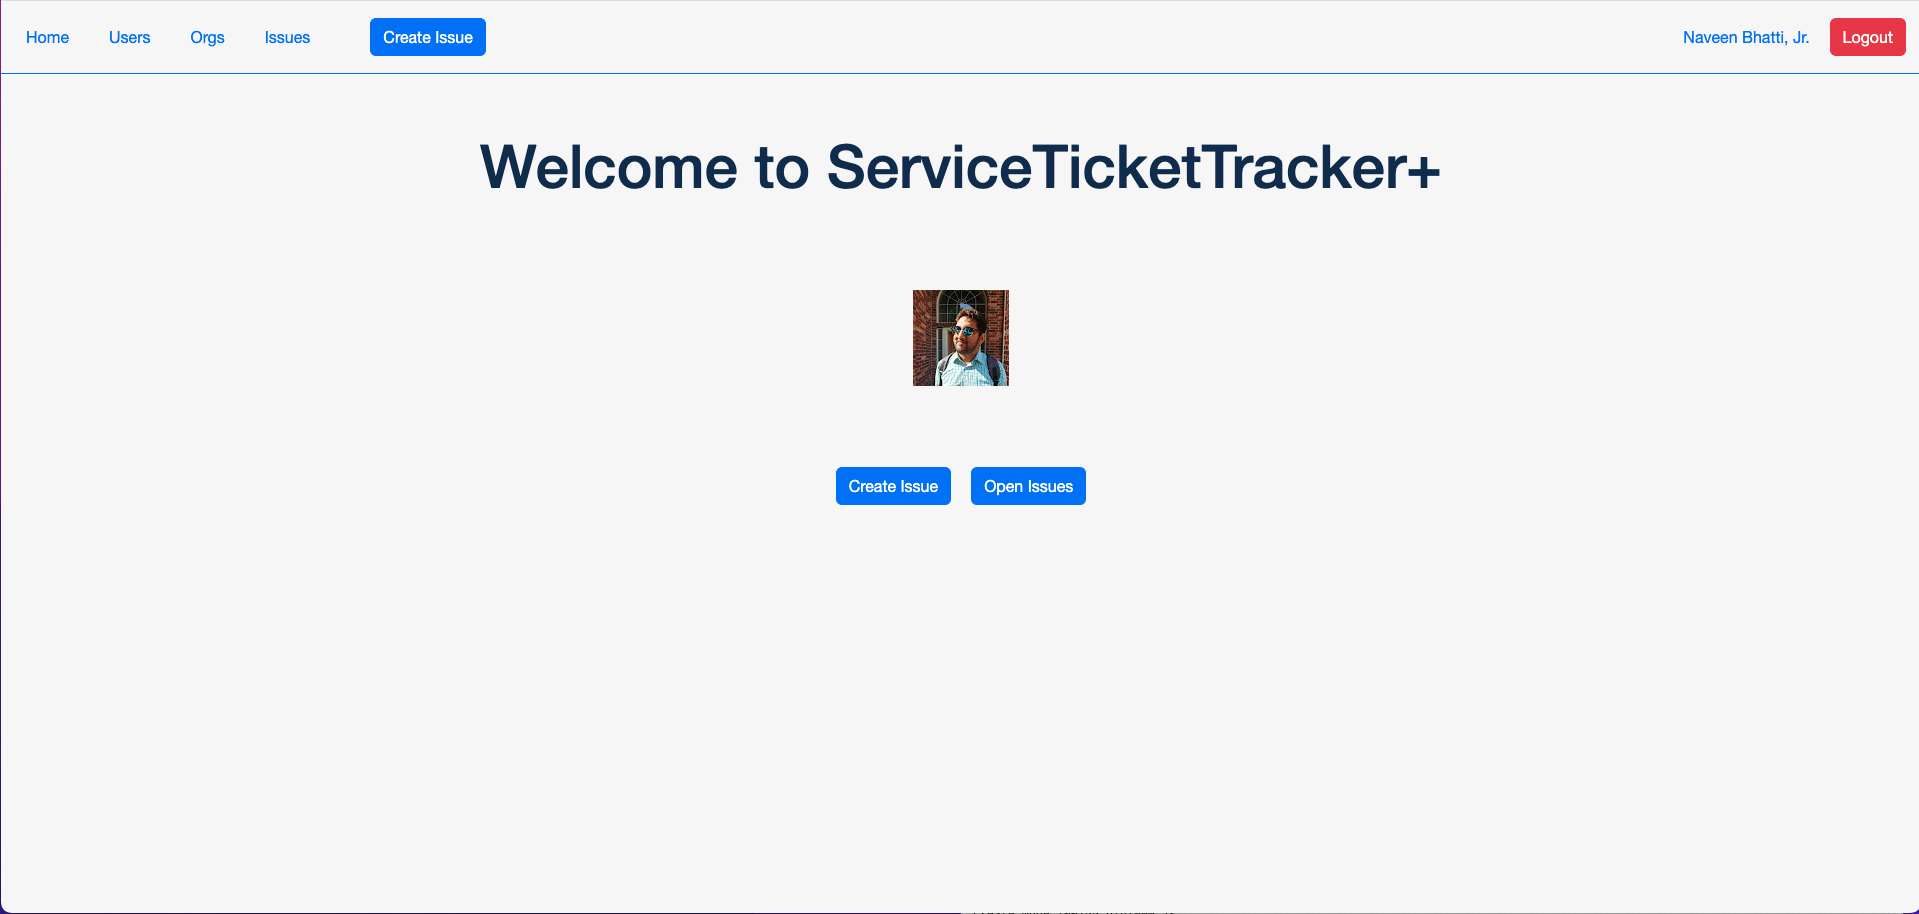 Home Users Orgs Issues Create Issue Naveen Bhatti, Jr. Logout
Welcome to ServiceTicketTracker+
Create Issue Open Issues